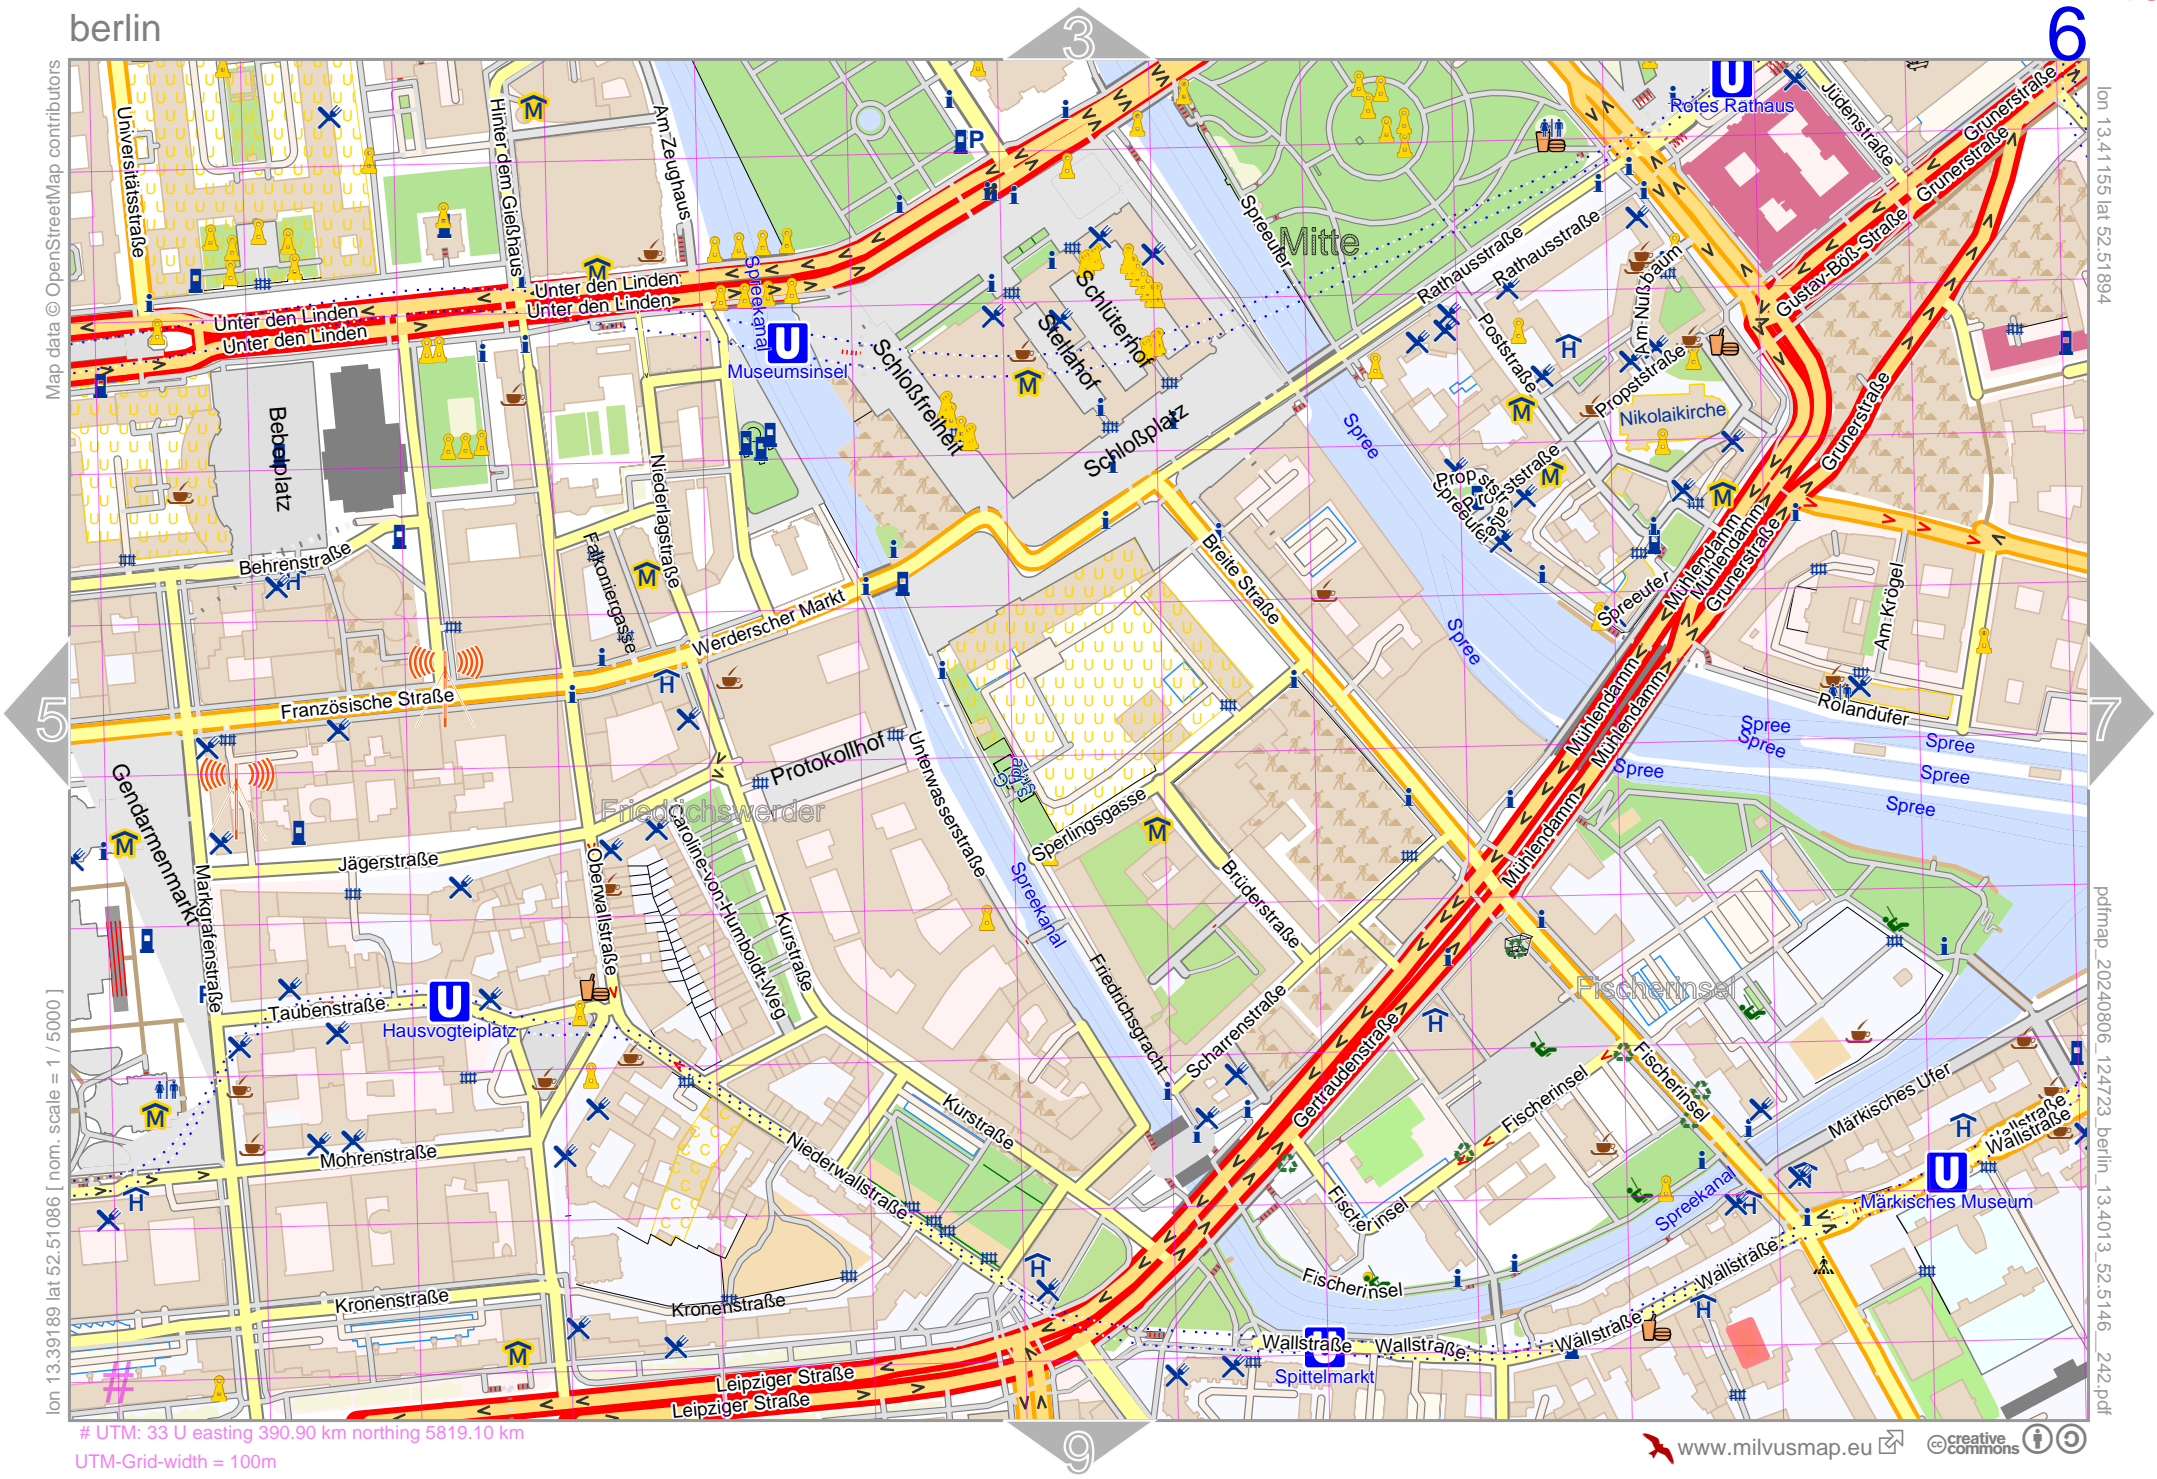 berlin
3
6
Map data © OpenStreetMap contributors
lon 13.41155 lat 52.51894
Universitätsstraße
Hinter dem Gießhaus
Am Zeughaus
P
U
Rotes Rathaus
Jüdenstraße
Grunerstraße
Grunerstraße
Spreeufer
Mitte
Rathausstraße
Rathausstraße
Gustav-Böß-Straße
Am Nußbaum
Unter den Linden
Unter den Linden
Unter den Linden
Unter den Linden
Spreekanal
U
Museumsinsel
Schlüterhof
Stellahof
Schloßfreiheit
Schloßplatz
Poststraße
Propststraße
Nikolaikirche
Grunerstraße
Bebelplatz
Spree
Niederlagstraße
Propststraße
Spreeufer
Behrenstraße
Falkoniergasse
Werderscher Markt
Breite Straße
Mühlendamm
Mühlendamm
Grunerstraße
Spreeufer
Am Krögel
Spree
Französische Straße
5
7
Rolandufer
Mühlendamm
Mühlendamm
Spree
Spree
Spree
Spree
Spree
Spree
Protokollhof
Unterwasserstraße
Gendarmenmarkt
Friedrichswerder
Caroline-von-Humboldt-Weg
Sperlingsgasse
Mühlendamm
Jägerstraße
Markgrafenstraße
Oberwallstraße
Kurstraße
Spreekanal
Brüderstraße
Friedrichsgracht
Fischerinsel
P
Taubenstraße
U
Hausvogteiplatz
Scharrenstraße
Gertraudenstraße
Fischerinsel
Fischerinsel
Märkisches Ufer
Kurstraße
Mohrenstraße
Niederwallstraße
Wallstraße
Wallstraße
U
Märkisches Museum
Fischerinsel
Spreekanal
Fischerinsel
Wallstraße
Kronenstraße
Kronenstraße
Wallstraße
Wallstraße
Wallstraße
U
Spittelmarkt
Leipziger Straße
Leipziger Straße
#
lon 13.39189 lat 52.51086 [ nom. scale = 1 / 5000 ]
pdfmap_20240806_124723_berlin_13.4013_52.5146_242.pdf
# UTM: 33 U easting 390.90 km northing 5819.10 km
UTM-Grid-width = 100m
9
www.milvusmap.eu
cc creative commons